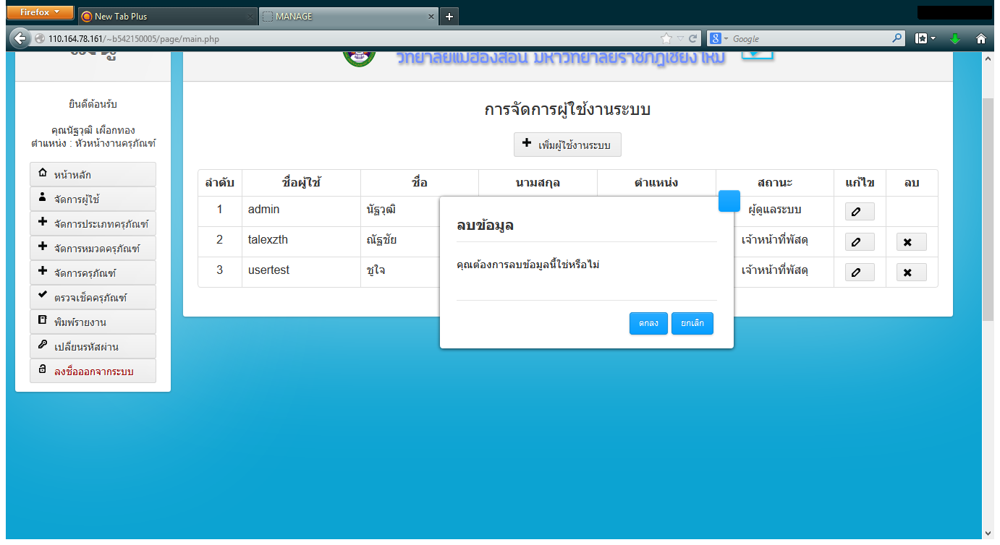 Firefox
New Tab Plus
MANAGE
110.164.78.161/~b542150005/page/main.php
Google
วิทยาลัยแม่ฮ่องสอน มหาวิทยาลัยราชภัฏเชียงใหม่
ยินดีต้อนรับ
คุณนัฐวุฒิ เผือกทอง
ตำแหน่ง : หัวหน้างานครุภัณฑ์
หน้าหลัก
จัดการผู้ใช้
จัดการประเภทครุภัณฑ์
จัดการหมวดครุภัณฑ์
จัดการครุภัณฑ์
ตรวจเช็คครุภัณฑ์
พิมพ์รายงาน
เปลี่ยนรหัสผ่าน
ลงชื่อออกจากระบบ
การจัดการผู้ใช้งานระบบ
เพิ่มผู้ใช้งานระบบ
ลำดับ ชื่อผู้ใช้ ชื่อ นามสกุล ตำแหน่ง สถานะ แก้ไข ลบ
1 admin นัฐวุฒิ ผู้ดูแลระบบ
2 talexzth ณัฐชัย เจ้าหน้าที่พัสดุ
3 usertest ชูใจ เจ้าหน้าที่พัสดุ
ลบข้อมูล
คุณต้องการลบข้อมูลนี้ใช่หรือไม่
ตกลง ยกเลิก